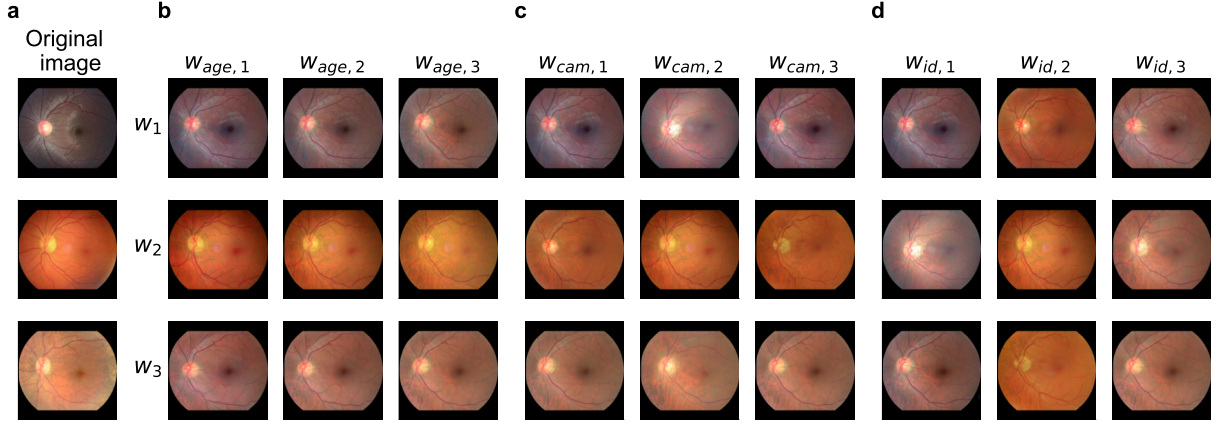 a b c d
Original
image
w_age, 1 w_age, 2 w_age, 3 w_cam, 1 w_cam, 2 w_cam, 3 w_id, 1 w_id, 2 w_id, 3
w_1
w_2
w_3